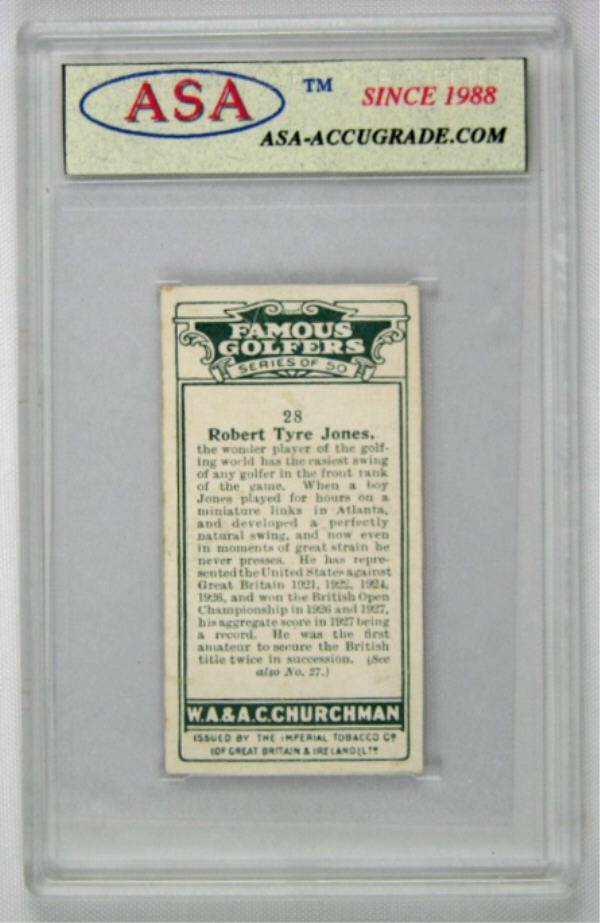 ASA ™ SINCE 1988
ASA-ACCUGRADE.COM
FAMOUS
GOLFERS
SERIES OF 50
28
Robert Tyre Jones,
the wonder player of the golf-
ing world has the easiest swing
of any golfer in the front rank
of the game. When a boy
Jones played for hours on a
miniature links in Atlanta,
and developed a perfectly
natural swing, and now even
in moments of great strain he
never presses. He has repre-
sented the United States against
Great Britain 1921, 1922, 1924,
1926, and won the British Open
Championship in 1926 and 1927,
his aggregate score in 1927 being
a record. He was the first
amateur to secure the British
title twice in succession. (See
also No. 27.)
W.A.& A.C.CHURCHMAN
ISSUED BY THE IMPERIAL TOBACCO CO
(OF GREAT BRITAIN & IRELAND) LTD